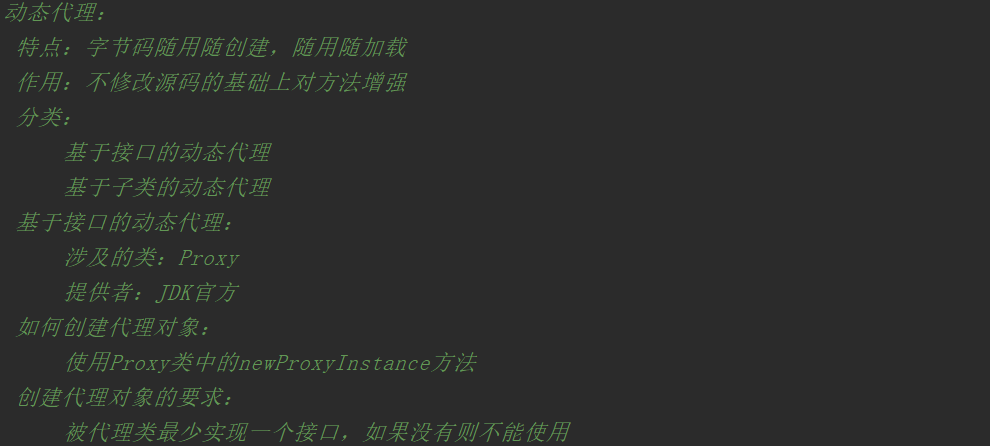 动态代理：
特点：字节码随用随创建，随用随加载
作用：不修改源码的基础上对方法增强
分类：
基于接口的动态代理
基于子类的动态代理
基于接口的动态代理：
涉及的类：Proxy
提供者：JDK官方
如何创建代理对象：
使用Proxy类中的newProxyInstance方法
创建代理对象的要求：
被代理类最少实现一个接口，如果没有则不能使用